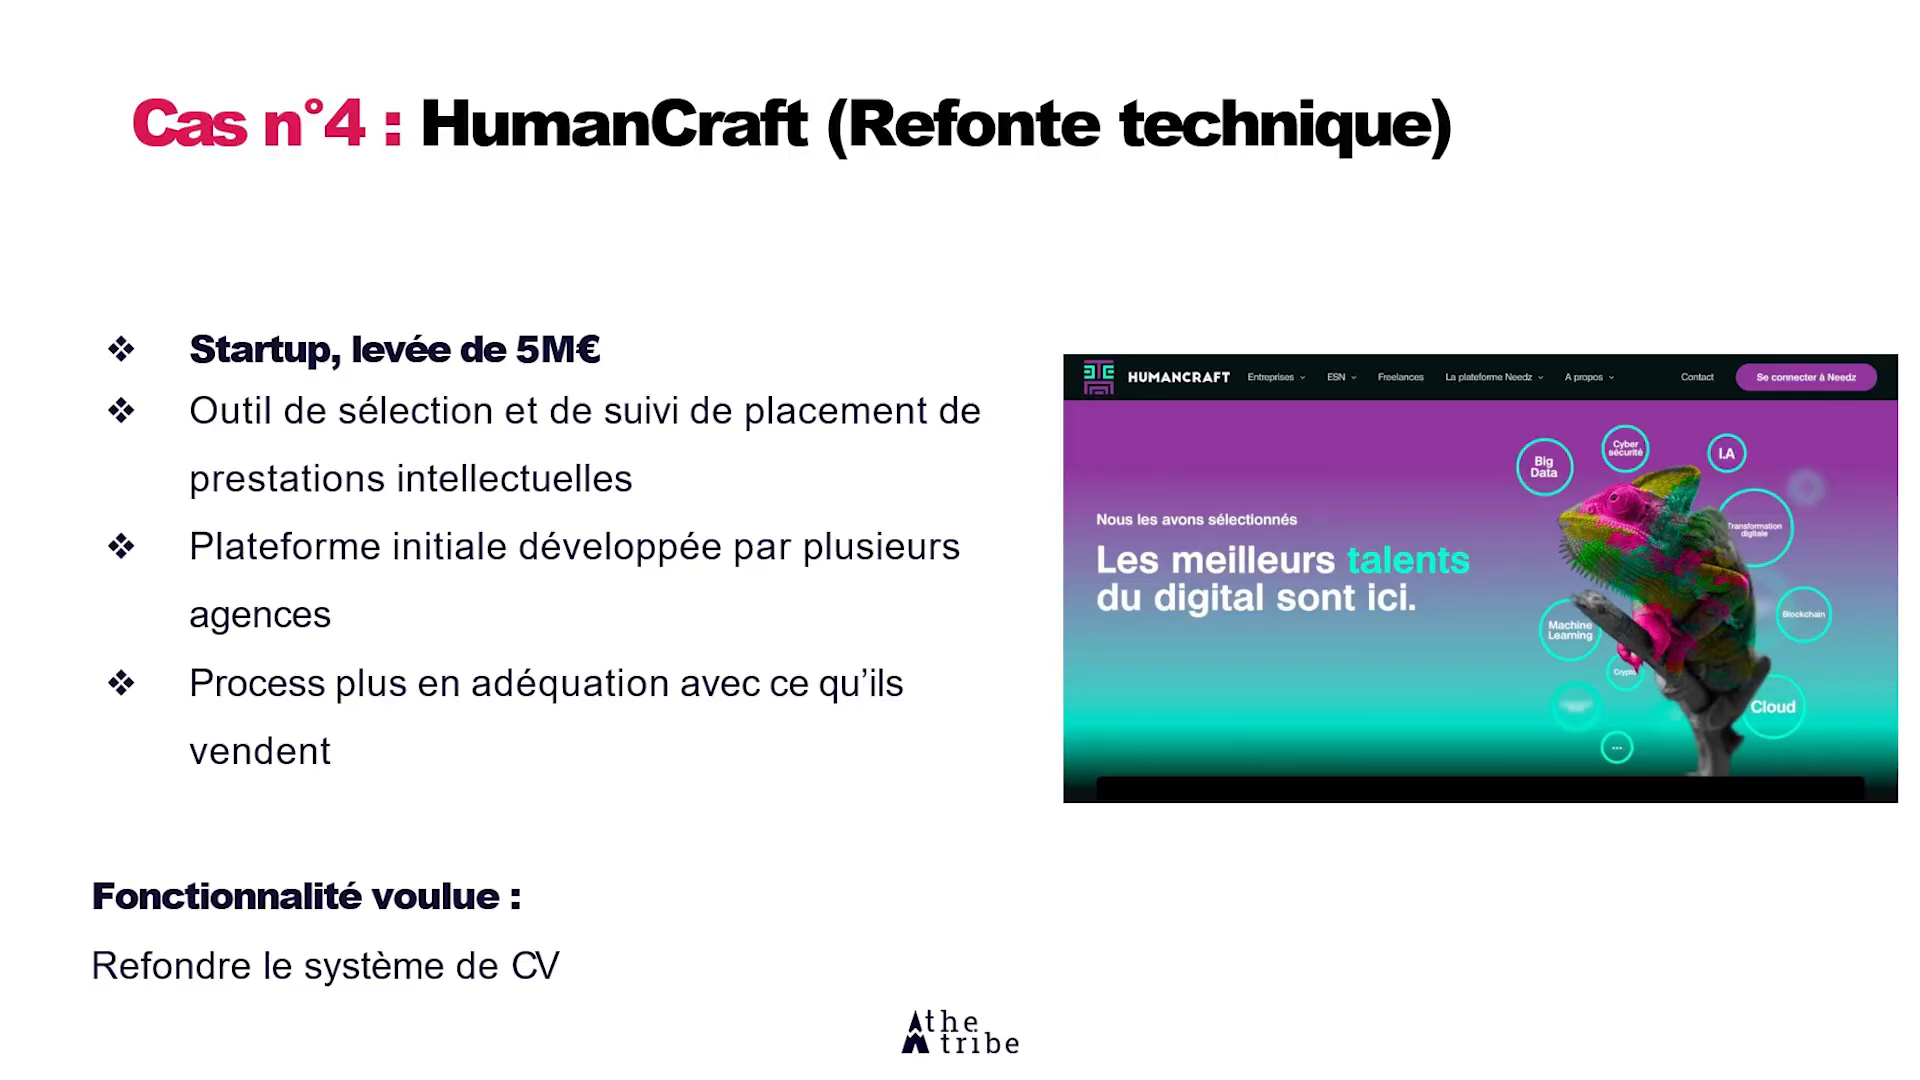 Cas n°4 : HumanCraft (Refonte technique)
❖ Startup, levée de 5M€
❖ Outil de sélection et de suivi de placement de
prestations intellectuelles
❖ Plateforme initiale développée par plusieurs
agences
❖ Process plus en adéquation avec ce qu’ils
vendent
Fonctionnalité voulue :
Refondre le système de CV
HUMANCRAFT Entreprises ESN Freelances La plateforme Needz A propos Contact Se connecter à Needz
Nous les avons sélectionnés
Les meilleurs talents
du digital sont ici.
Big
Data
Cyber
sécurité
I.A
Transformation
digitale
Blockchain
Machine
Learning
Crypto
Cloud
...
the
tribe